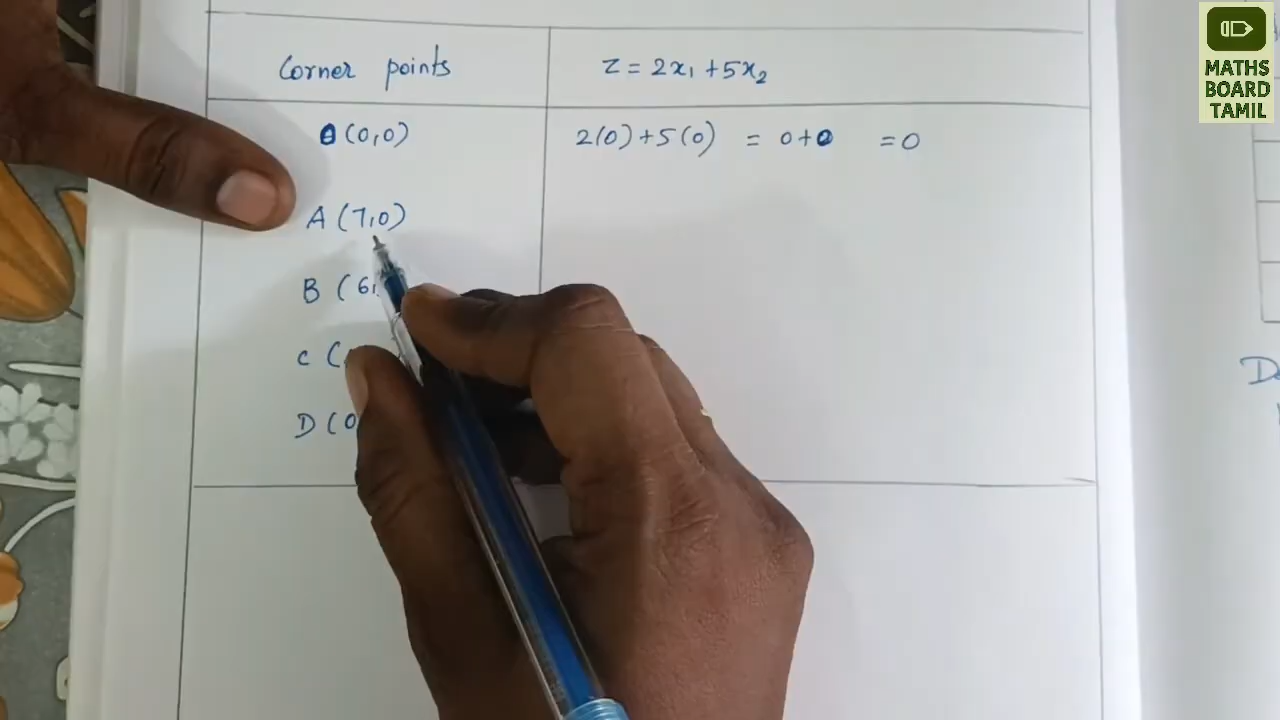 Corner points z = 2x₁ + 5x₂
O (0,0) 2(0)+5(0) = 0+0 =0
A (7,0)
B (6,
C (
D (0
MATHS
BOARD
TAMIL